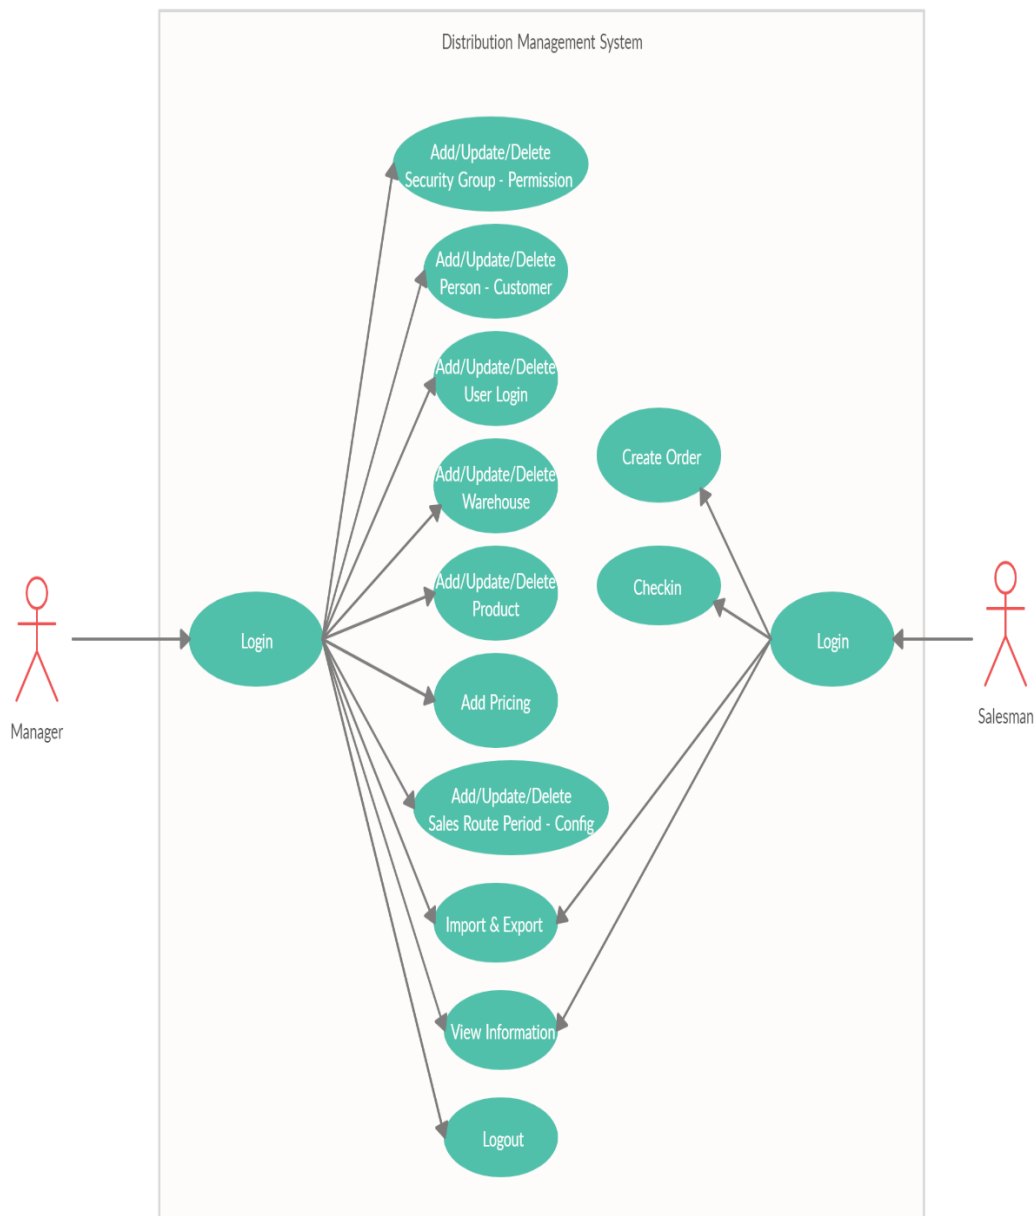 Distribution Management System
Add/Update/Delete
Security Group - Permission
Add/Update/Delete
Person - Customer
Add/Update/Delete
User Login
Add/Update/Delete
Warehouse
Create Order
Add/Update/Delete
Product
Checkin
Login
Login
Manager
Salesman
Add Pricing
Add/Update/Delete
Sales Route Period - Config
Import & Export
View Information
Logout